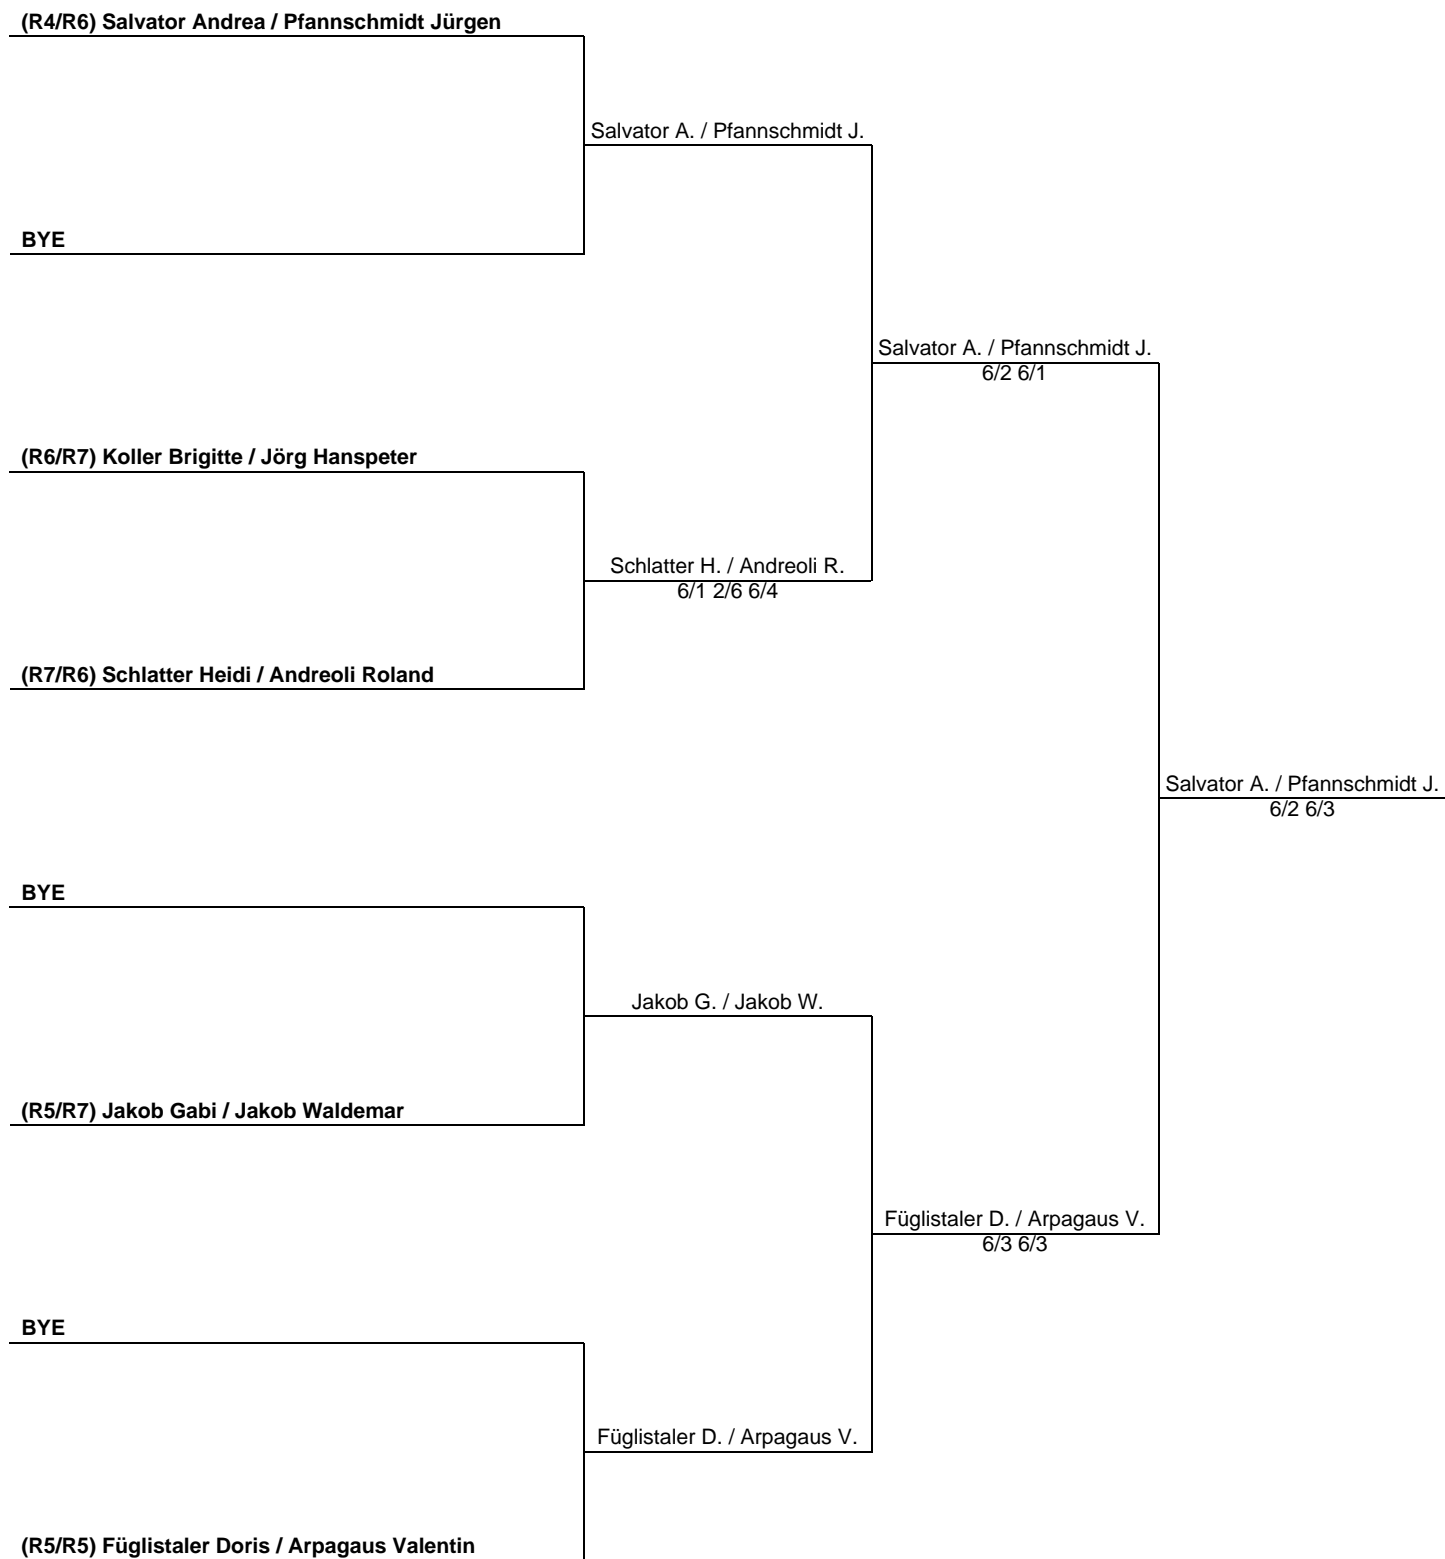 (R4/R6) Salvator Andrea / Pfannschmidt Jürgen
Salvator A. / Pfannschmidt J.
BYE
Salvator A. / Pfannschmidt J.
6/2 6/1
(R6/R7) Koller Brigitte / Jörg Hanspeter
Schlatter H. / Andreoli R.
6/1 2/6 6/4
(R7/R6) Schlatter Heidi / Andreoli Roland
Salvator A. / Pfannschmidt J.
6/2 6/3
BYE
Jakob G. / Jakob W.
(R5/R7) Jakob Gabi / Jakob Waldemar
Füglistaler D. / Arpagaus V.
6/3 6/3
BYE
Füglistaler D. / Arpagaus V.
(R5/R5) Füglistaler Doris / Arpagaus Valentin